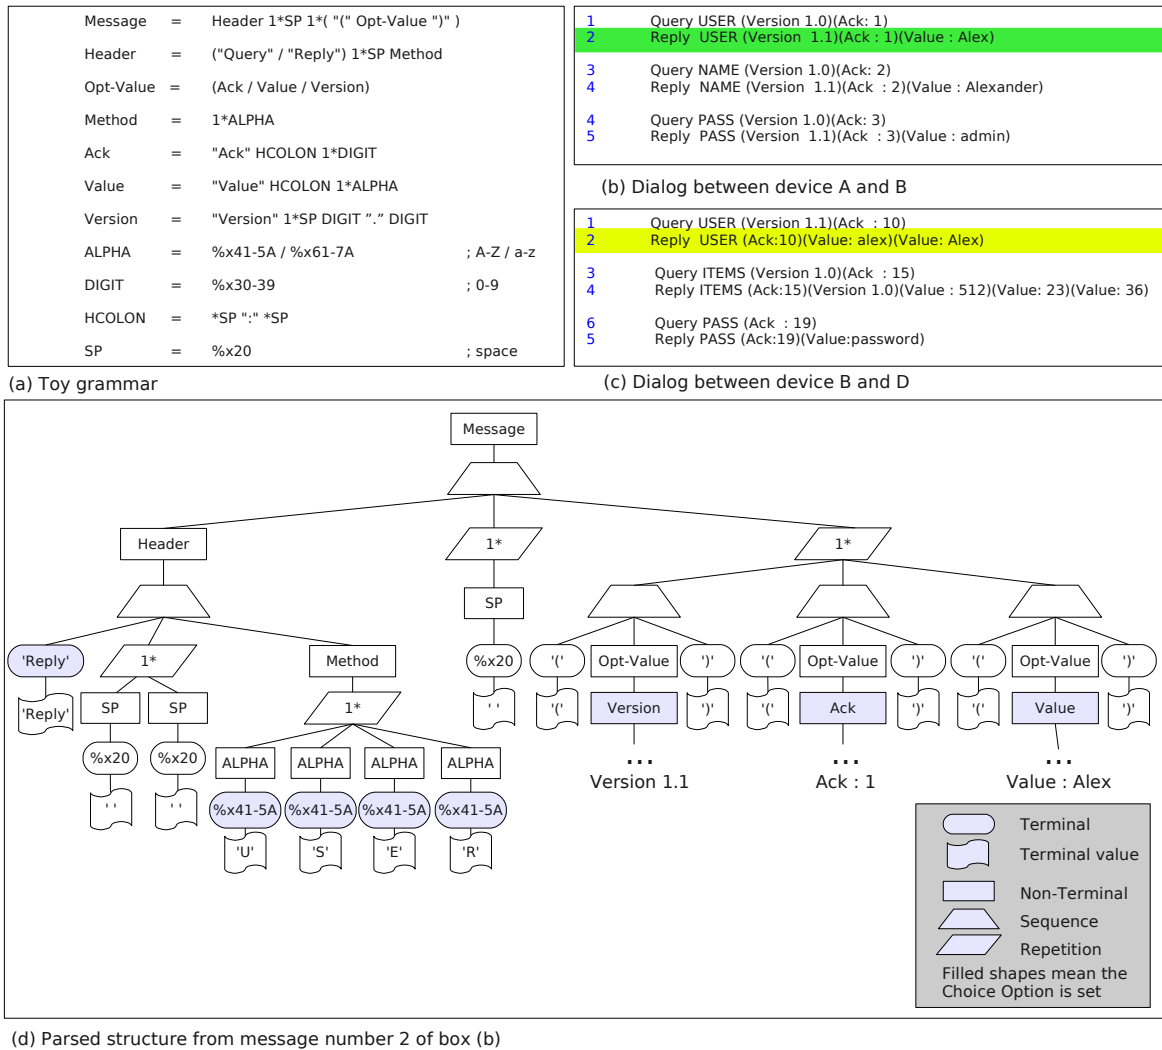 Message = Header 1*SP 1*( "(" Opt-Value ")" )
Header = ("Query" / "Reply") 1*SP Method
Opt-Value = (Ack / Value / Version)
Method = 1*ALPHA
Ack = "Ack" HCOLON 1*DIGIT
Value = "Value" HCOLON 1*ALPHA
Version = "Version" 1*SP DIGIT ”.” DIGIT
ALPHA = %x41-5A / %x61-7A ; A-Z / a-z
DIGIT = %x30-39 ; 0-9
HCOLON = *SP ":" *SP
SP = %x20 ; space
(a) Toy grammar
1 Query USER (Version 1.0)(Ack: 1)
2 Reply USER (Version 1.1)(Ack : 1)(Value : Alex)
3 Query NAME (Version 1.0)(Ack: 2)
4 Reply NAME (Version 1.1)(Ack : 2)(Value : Alexander)
4 Query PASS (Version 1.0)(Ack: 3)
5 Reply PASS (Version 1.1)(Ack : 3)(Value : admin)
(b) Dialog between device A and B
1 Query USER (Version 1.1)(Ack : 10)
2 Reply USER (Ack:10)(Value: alex)(Value: Alex)
3 Query ITEMS (Version 1.0)(Ack : 15)
4 Reply ITEMS (Ack:15)(Version 1.0)(Value : 512)(Value: 23)(Value: 36)
6 Query PASS (Ack : 19)
5 Reply PASS (Ack:19)(Value:password)
(c) Dialog between device B and D
Message
Header 1* 1*
SP
'Reply' 1* Method %x20 '(' Opt-Value ')' '(' Opt-Value ')' '(' Opt-Value ')'
'Reply' SP SP 1* ' ' '(' Version ')' '(' Ack ')' '(' Value ')'
%x20 %x20 ALPHA ALPHA ALPHA ALPHA ... ... ...
Version 1.1 Ack : 1 Value : Alex
' ' ' ' %x41-5A %x41-5A %x41-5A %x41-5A
'U' 'S' 'E' 'R'
Terminal
Terminal value
Non-Terminal
Sequence
Repetition
Filled shapes mean the
Choice Option is set
(d) Parsed structure from message number 2 of box (b)